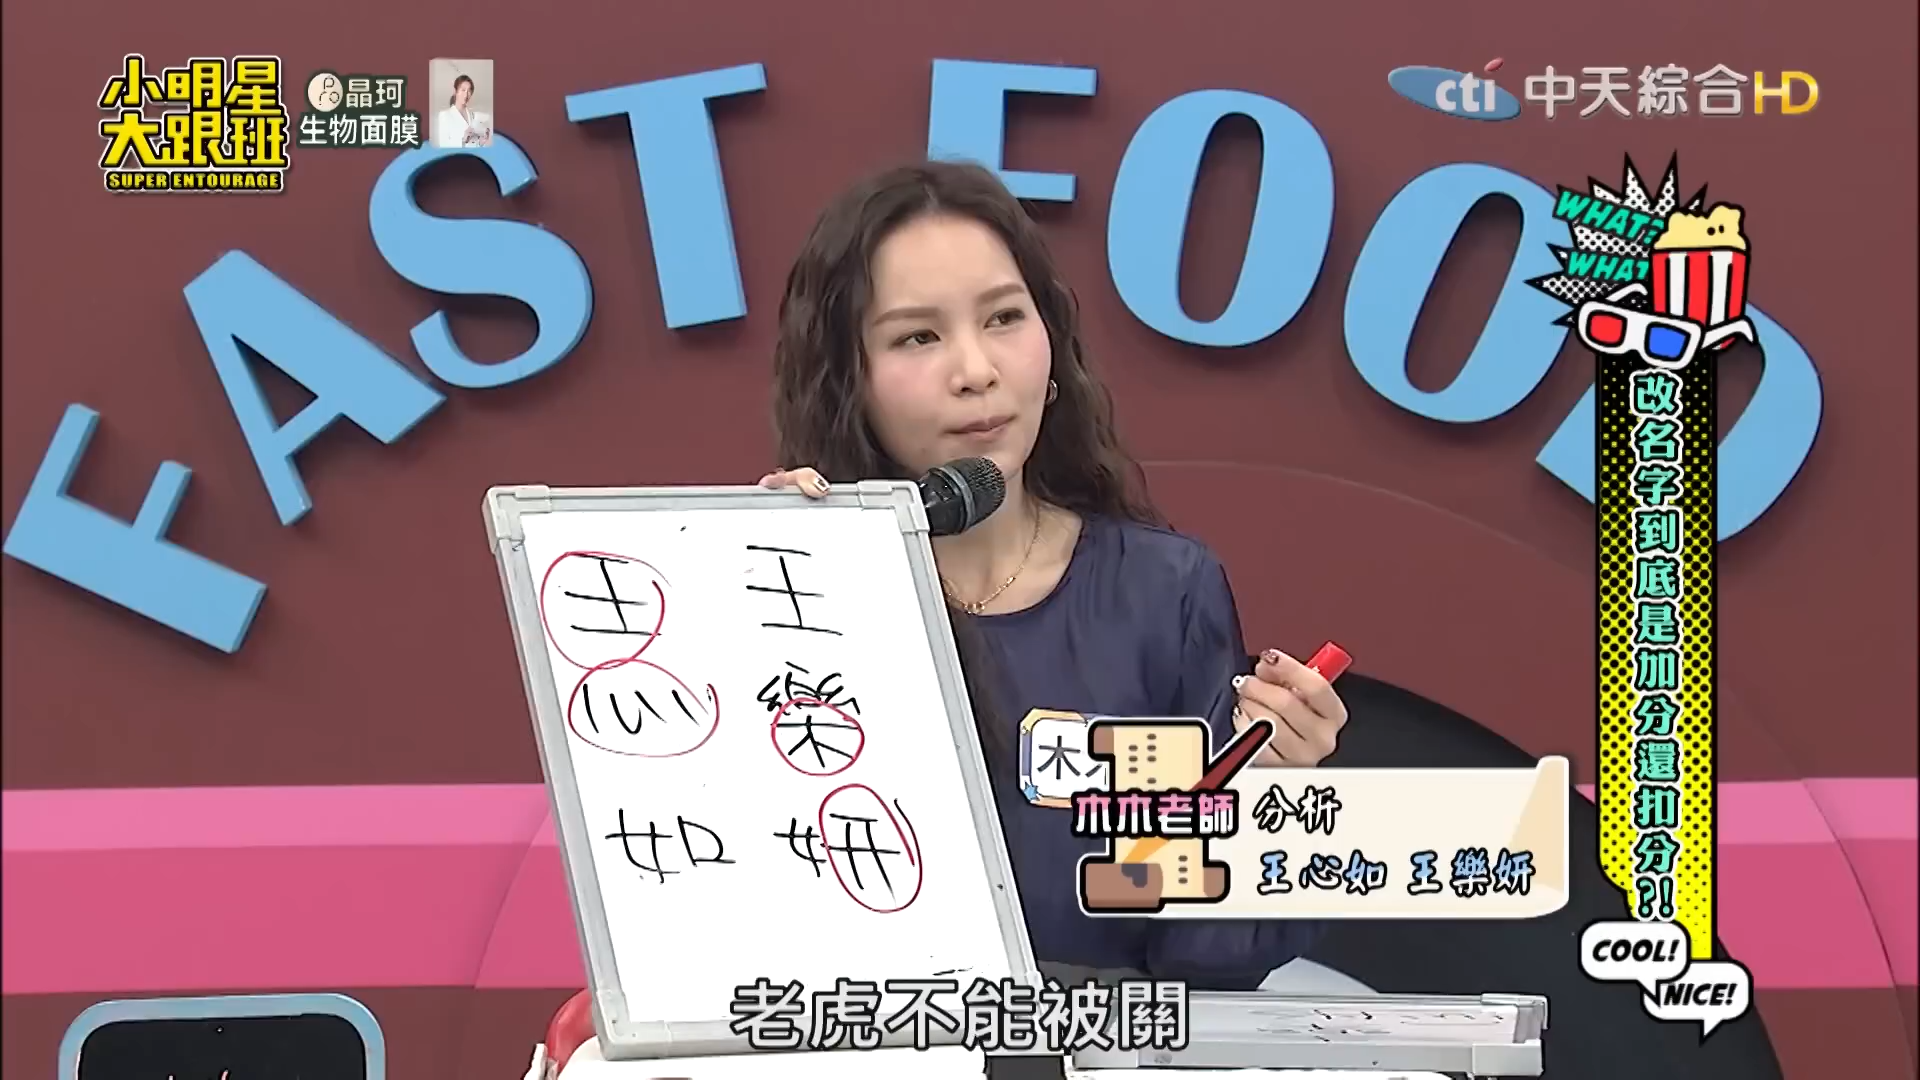 小明星
大跟班
SUPER ENTOURAGE
Pro
晶珂
生物面膜
cti 中天綜合HD
FAST FOOD
WHAT?
WHAT
改名字到底是加分還扣分?!
COOL!
NICE!
王心如
王樂妍
木
木木老師 分析
王心如 王樂妍
老虎不能被關